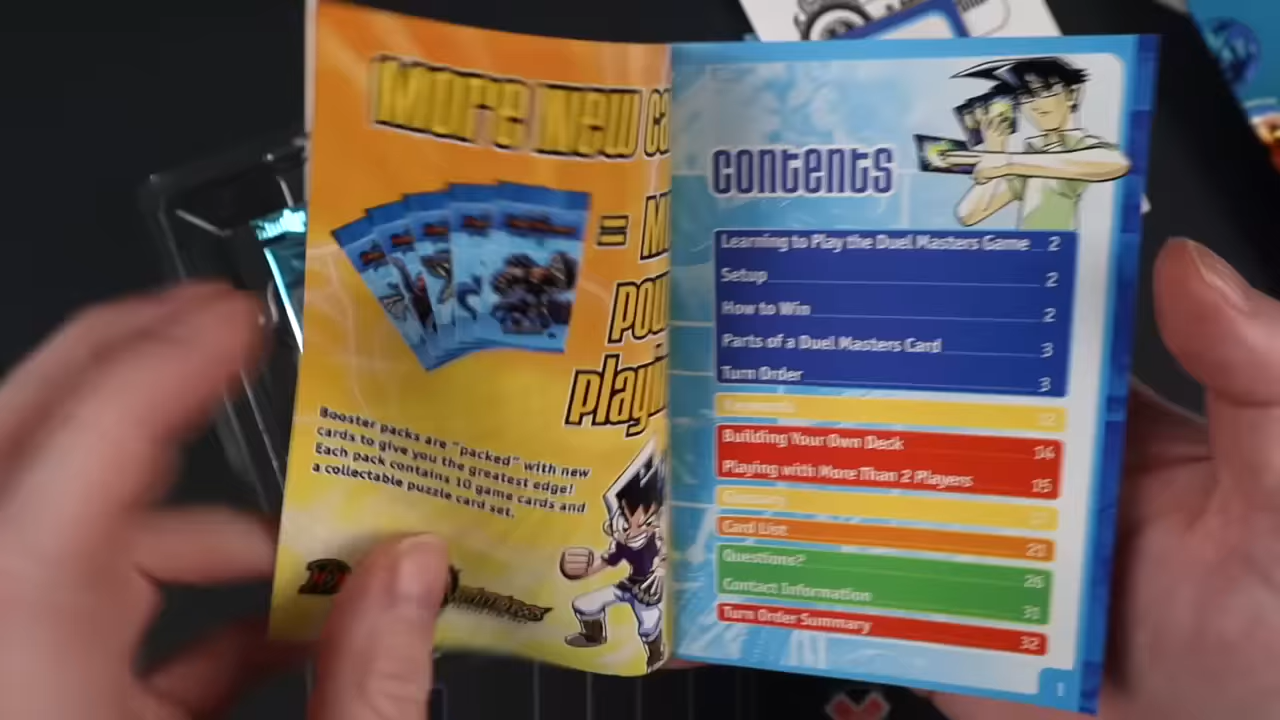 More New
=
Booster packs are "packed" with new
cards to give you the greatest edge!
Each pack contains 10 game cards and
a collectable puzzle card set.
Contents
Learning to Play the Duel Masters Game 2
Setup 2
How to Win 2
Parts of a Duel Masters Card 3
Turn Order 3
12
Building Your Own Deck 14
Playing with More Than 2 Players 15
Glossary
Card List 21
Questions? 26
Contact Information 31
Turn Order Summary 32
1